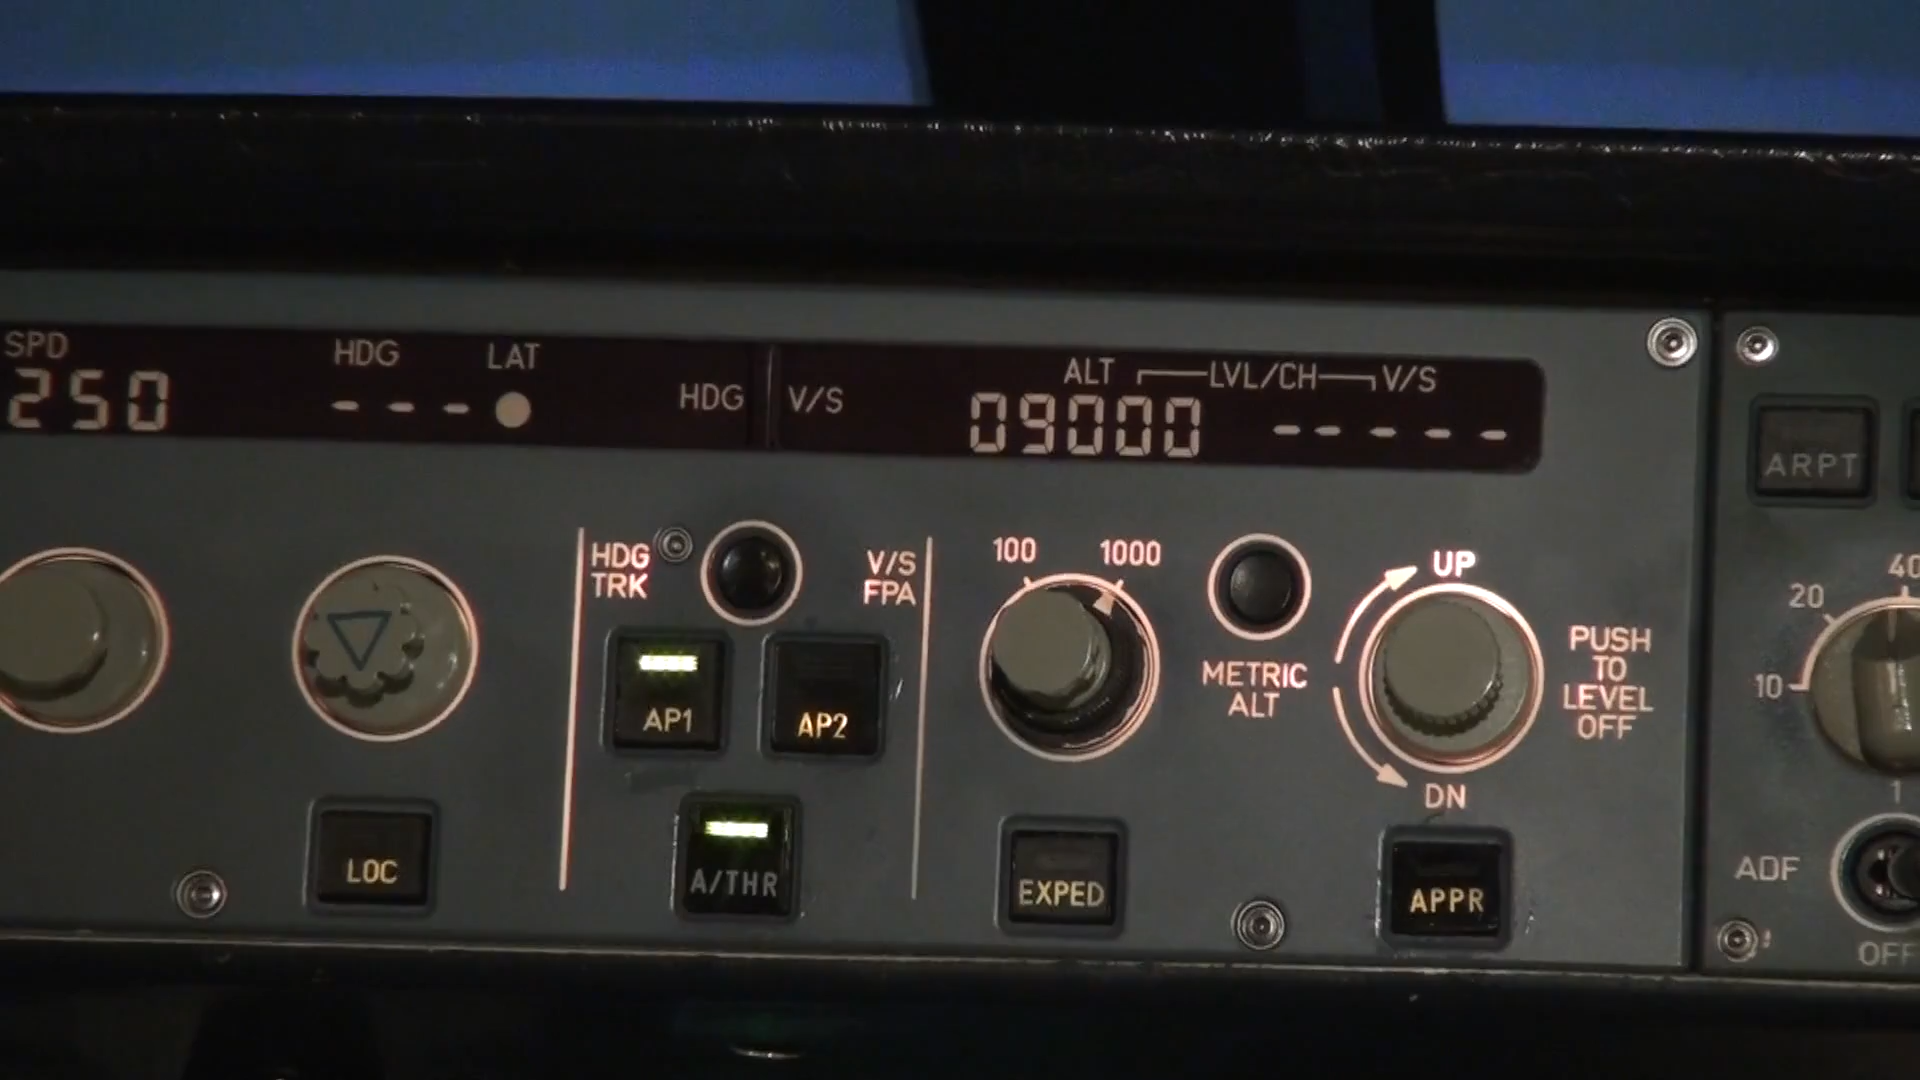 SPD
HDG
LAT
250
---
HDG
V/S
ALT
LVL/CH
V/S
09000
-----
HDG
TRK
V/S
FPA
AP1
AP2
A/THR
LOC
100
1000
METRIC
ALT
UP
DN
PUSH
TO
LEVEL
OFF
EXPED
APPR
ARPT
10
20
40
1
ADF
OFF